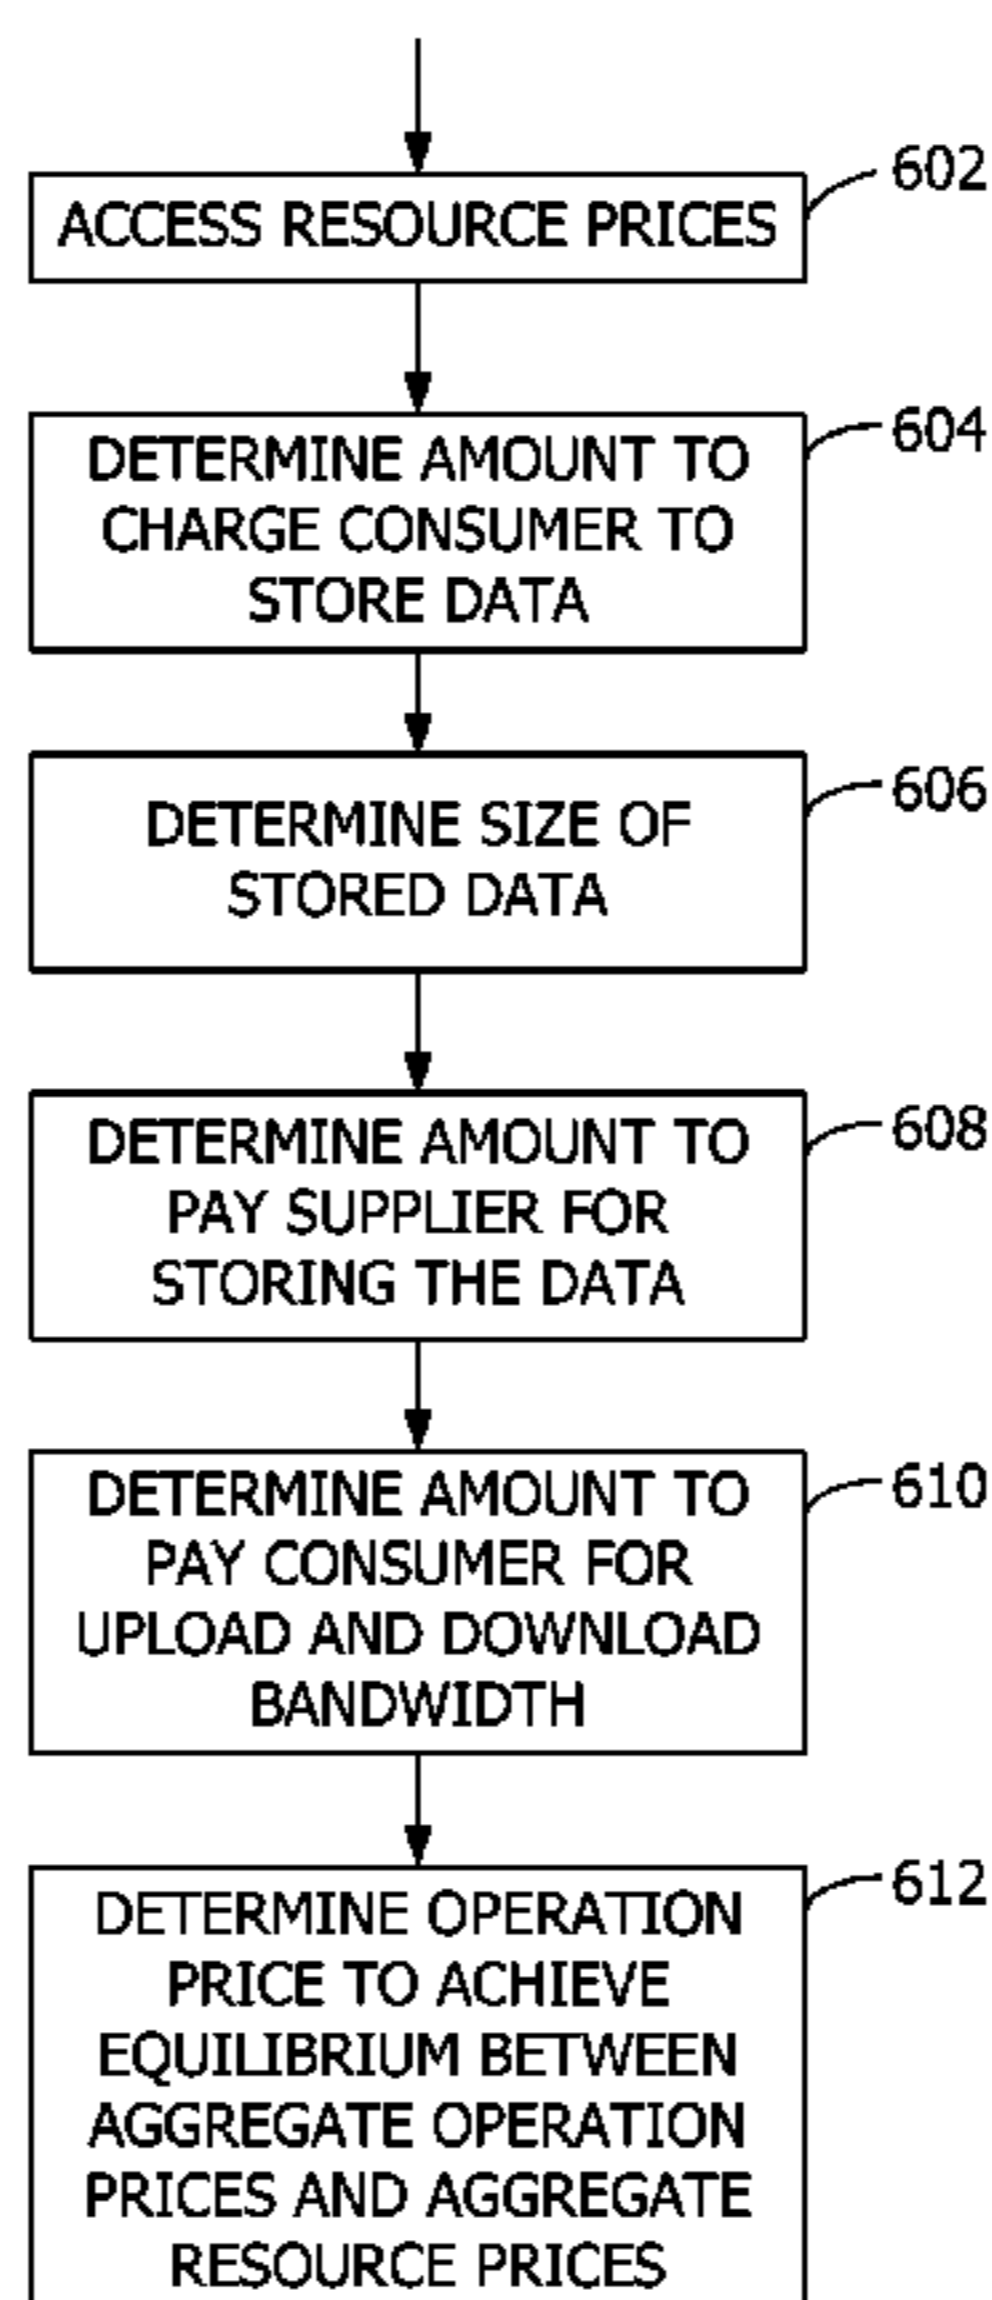 602
ACCESS RESOURCE PRICES
604
DETERMINE AMOUNT TO
CHARGE CONSUMER TO
STORE DATA
606
DETERMINE SIZE OF
STORED DATA
608
DETERMINE AMOUNT TO
PAY SUPPLIER FOR
STORING THE DATA
610
DETERMINE AMOUNT TO
PAY CONSUMER FOR
UPLOAD AND DOWNLOAD
BANDWIDTH
612
DETERMINE OPERATION
PRICE TO ACHIEVE
EQUILIBRIUM BETWEEN
AGGREGATE OPERATION
PRICES AND AGGREGATE
RESOURCE PRICES